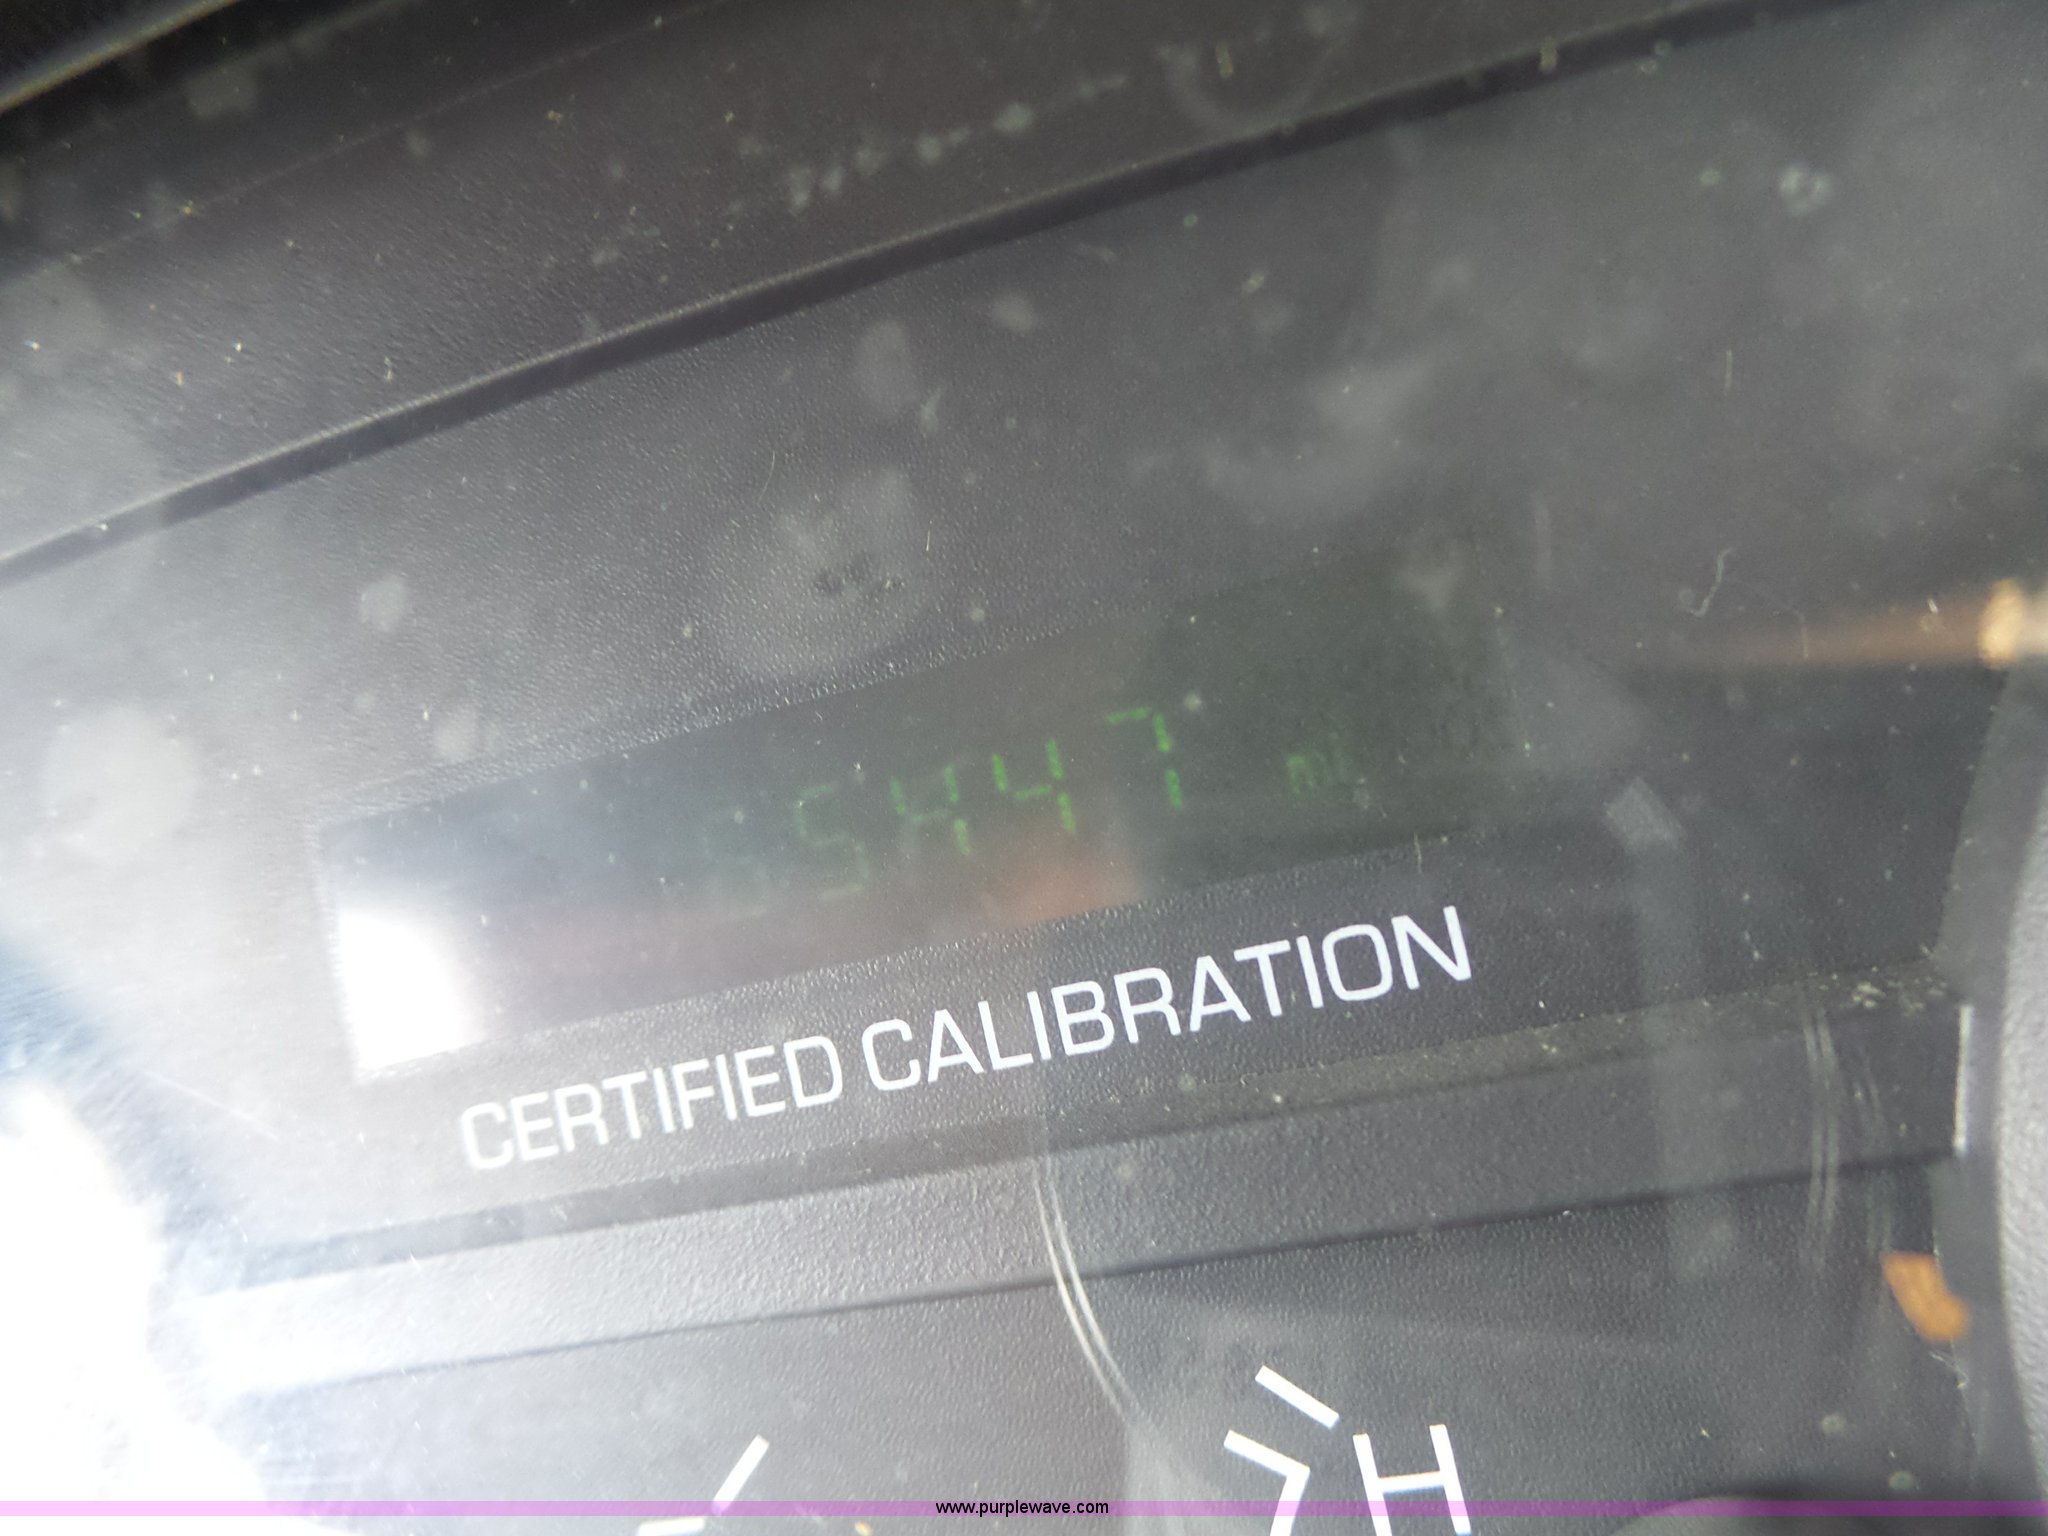 5447 mi
CERTIFIED CALIBRATION
H
www.purplewave.com